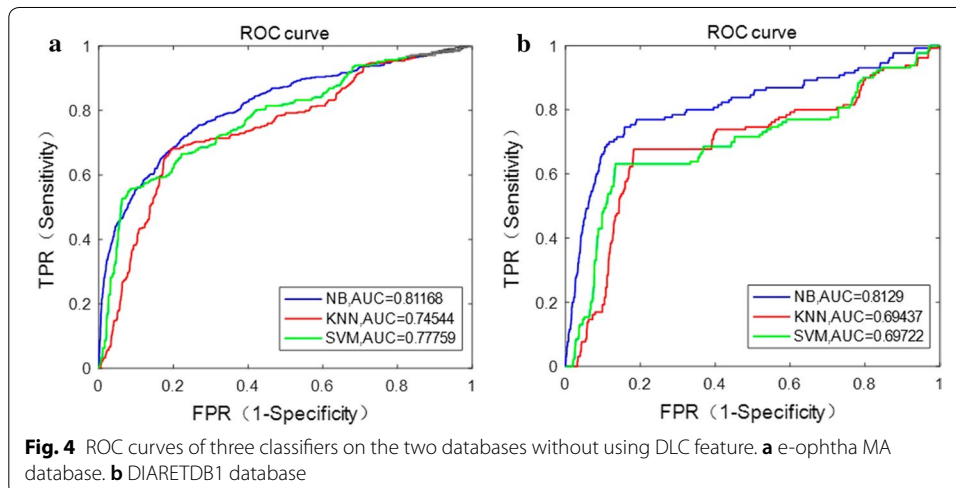 a
ROC curve
TPR（Sensitivity）
1
0.8
0.6
0.4
0.2
0
NB,AUC=0.81168
KNN,AUC=0.74544
SVM,AUC=0.77759
0 0.2 0.4 0.6 0.8 1
FPR（1-Specificity）
b
ROC curve
TPR（Sensitivity）
1
0.8
0.6
0.4
0.2
0
NB,AUC=0.8129
KNN,AUC=0.69437
SVM,AUC=0.69722
0 0.2 0.4 0.6 0.8 1
FPR（1-Specificity）
Fig. 4 ROC curves of three classifiers on the two databases without using DLC feature. a e-ophtha MA
database. b DIARETDB1 database